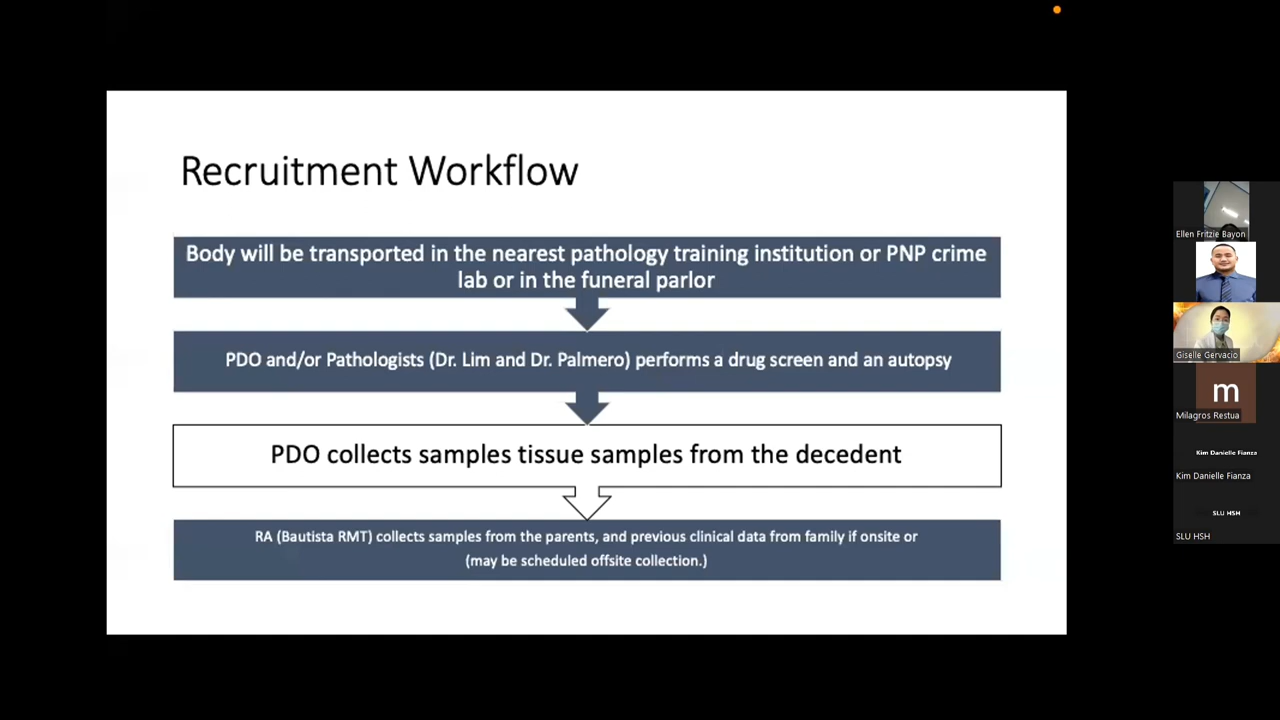 Recruitment Workflow
Body will be transported in the nearest pathology training institution or PNP crime
lab or in the funeral parlor
PDO and/or Pathologists (Dr. Lim and Dr. Palmero) performs a drug screen and an autopsy
PDO collects samples tissue samples from the decedent
RA (Bautista RMT) collects samples from the parents, and previous clinical data from family if onsite or
(may be scheduled offsite collection.)
Ellen Fritzie Bayon
Giselle Gervacio
m
Milagros Restua
Kim Danielle Fianza
Kim Danielle Fianza
SLU HSH
SLU HSH